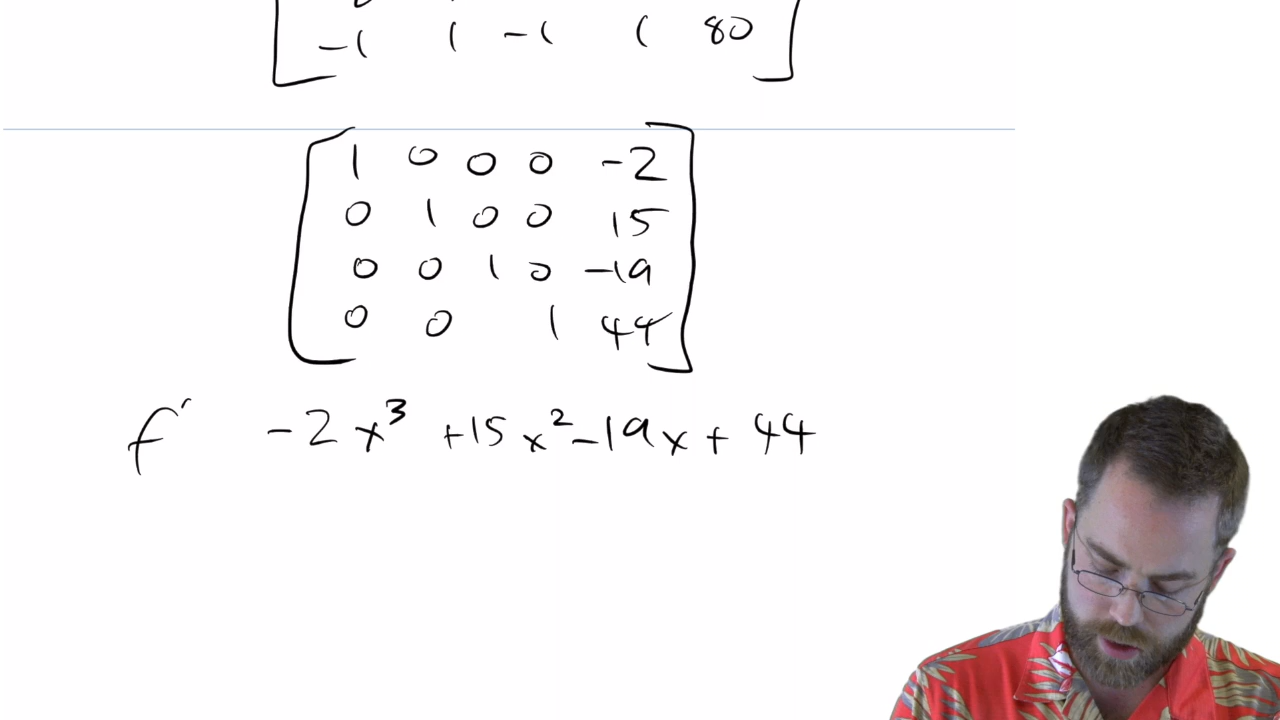 -1 1 -1 1 80
1 0 0 0 -2
0 1 0 0 15
0 0 1 0 -19
0 0 1 44
f' -2x³ +15x²-19x+44